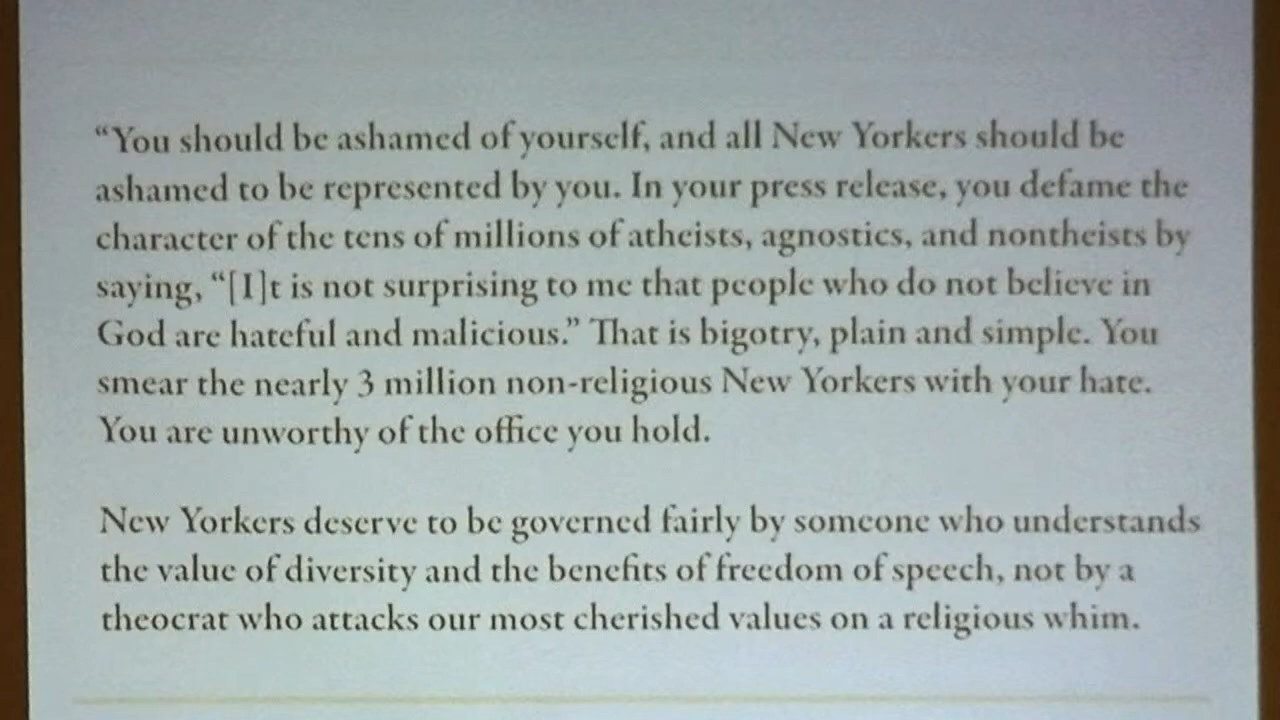 “You should be ashamed of yourself, and all New Yorkers should be
ashamed to be represented by you. In your press release, you defame the
character of the tens of millions of atheists, agnostics, and nontheists by
saying, “[I]t is not surprising to me that people who do not believe in
God are hateful and malicious.” That is bigotry, plain and simple. You
smear the nearly 3 million non-religious New Yorkers with your hate.
You are unworthy of the office you hold.
New Yorkers deserve to be governed fairly by someone who understands
the value of diversity and the benefits of freedom of speech, not by a
theocrat who attacks our most cherished values on a religious whim.